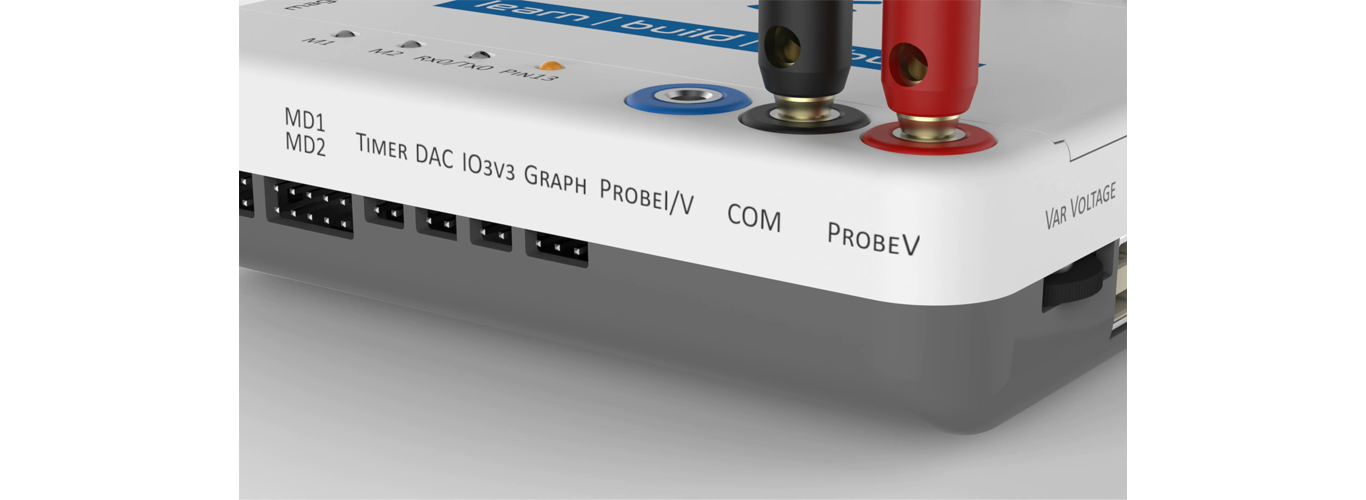 learn | build |
M1 M2 RX0/TX0 PIN13
MD1
MD2
TIMER DAC IO3V3 GRAPH PROBEI/V COM PROBEV
VAR VOLTAGE